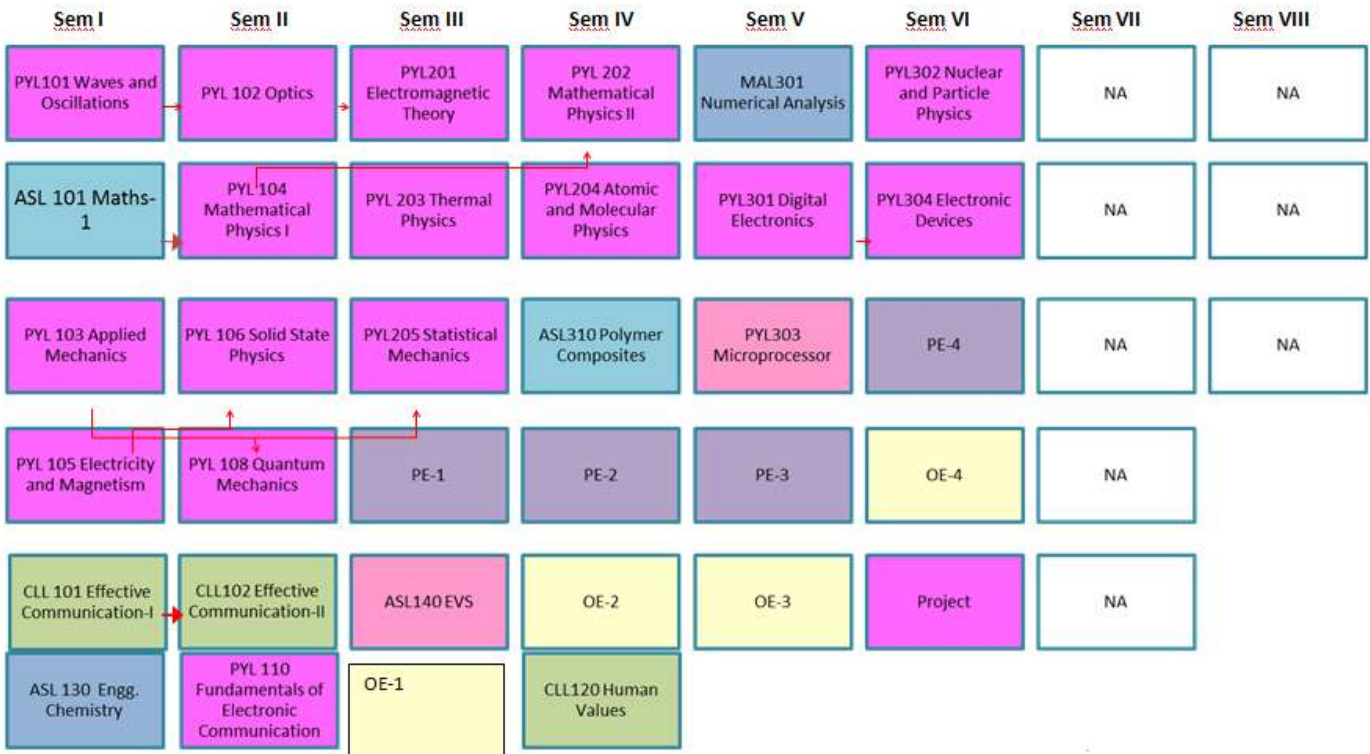 Sem I Sem II Sem III Sem IV Sem V Sem VI Sem VII Sem VIII
PYL101 Waves and
Oscillations
PYL 102 Optics
PYL201
Electromagnetic
Theory
PYL 202
Mathematical
Physics II
MAL301
Numerical Analysis
PYL302 Nuclear
and Particle
Physics
NA
NA
ASL 101 Maths-
1
PYL 104
Mathematical
Physics I
PYL 203 Thermal
Physics
PYL204 Atomic
and Molecular
Physics
PYL301 Digital
Electronics
PYL304 Electronic
Devices
NA
NA
PYL 103 Applied
Mechanics
PYL 106 Solid State
Physics
PYL205 Statistical
Mechanics
ASL310 Polymer
Composites
PYL303
Microprocessor
PE-4
NA
NA
PYL 105 Electricity
and Magnetism
PYL 108 Quantum
Mechanics
PE-1
PE-2
PE-3
OE-4
NA
CLL 101 Effective
Communication-I
CLL102 Effective
Communication-II
ASL140 EVS
OE-2
OE-3
Project
NA
ASL 130 Engg.
Chemistry
PYL 110
Fundamentals of
Electronic
Communication
OE-1
CLL120 Human
Values